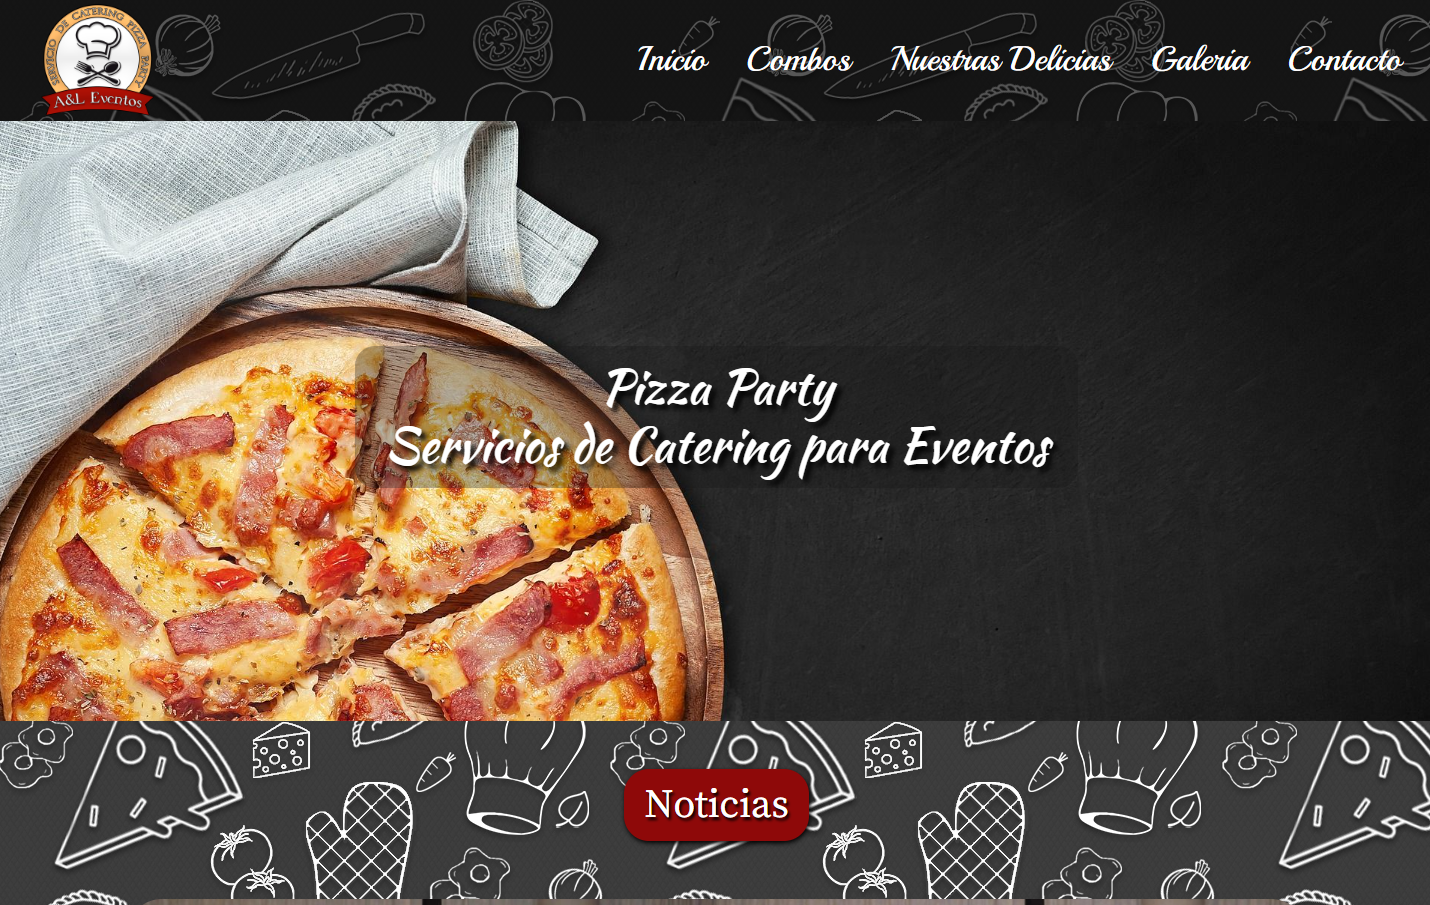 SERVICIO DE CATERING PIZZA PARTY
A&L Eventos
Inicio
Combos
Nuestras Delicias
Galeria
Contacto
Pizza Party
Servicios de Catering para Eventos
Noticias